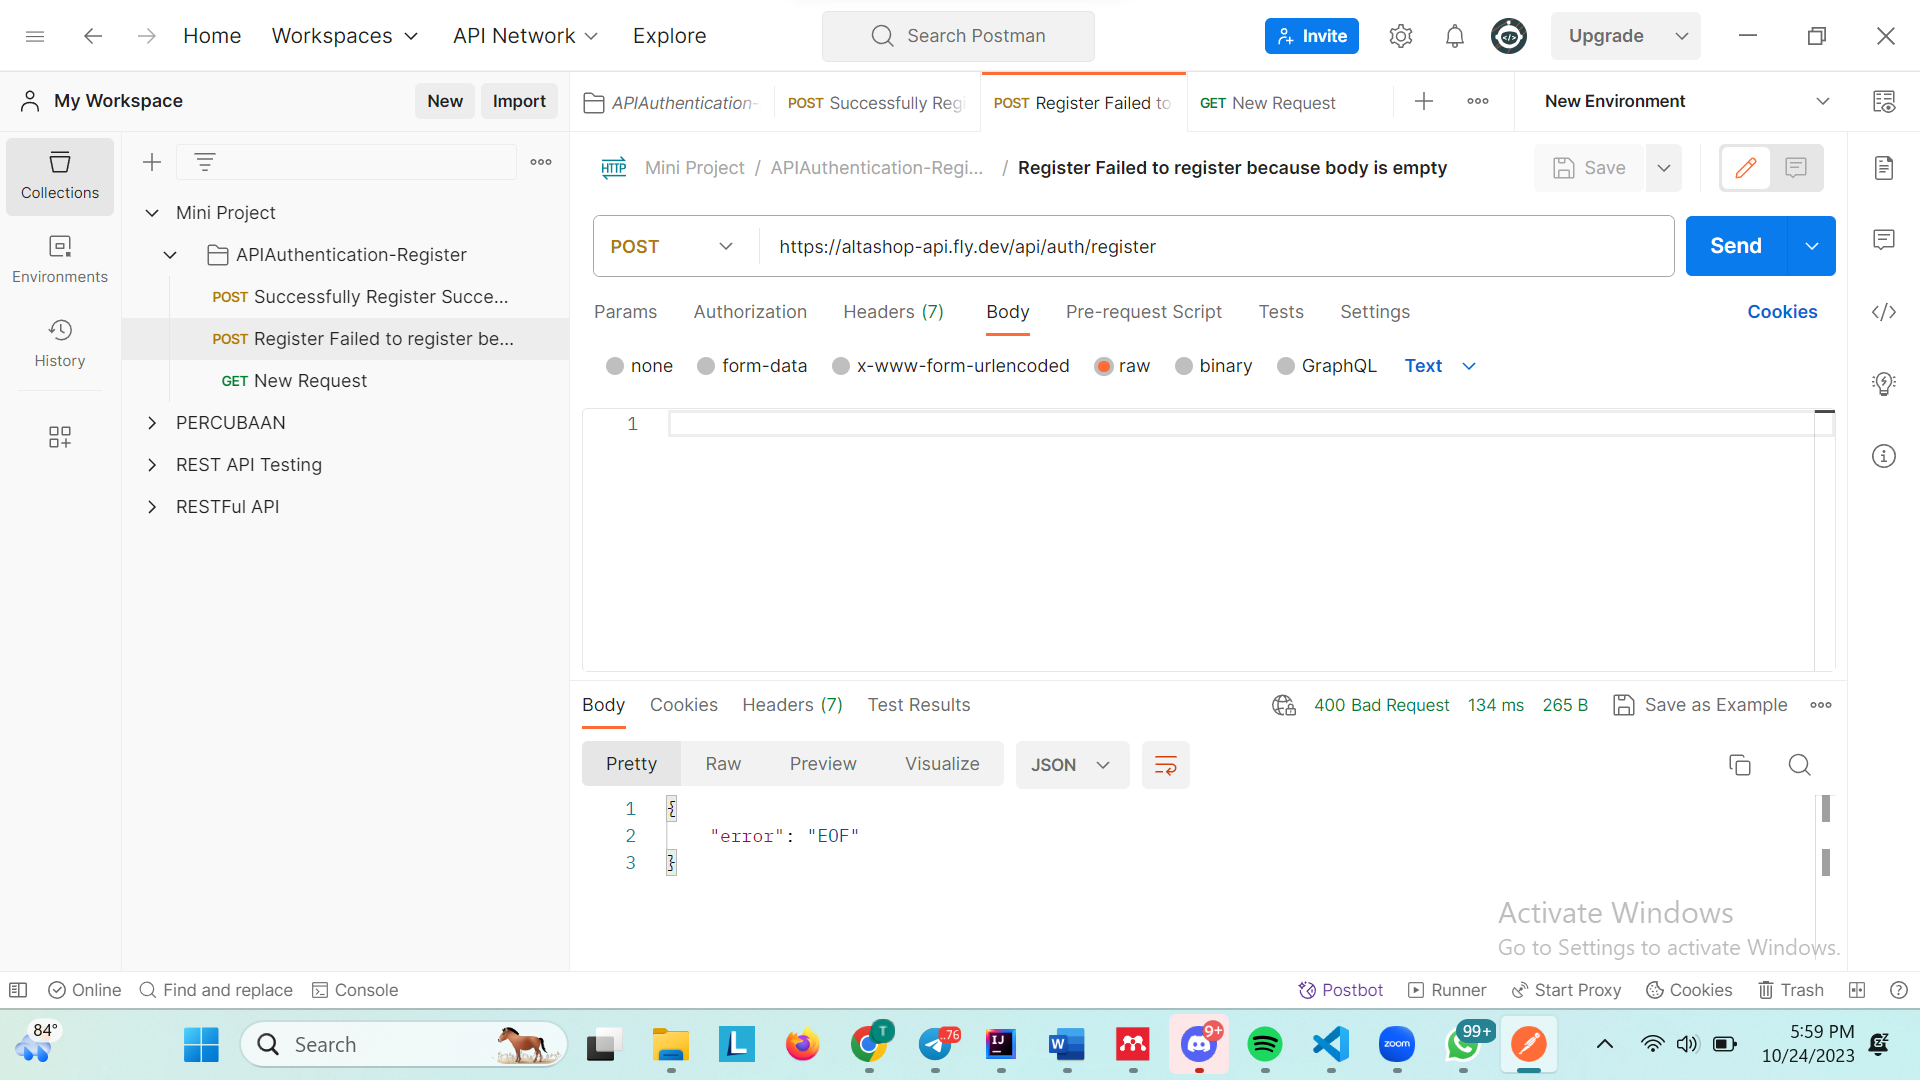 Home
Workspaces
API Network
Explore
Search Postman
Invite
Upgrade
My Workspace
New
Import
APIAuthentication-
POST Successfully Regi
POST Register Failed to
GET New Request
New Environment
Collections
Environments
History
Mini Project
APIAuthentication-Register
POST Successfully Register Succe...
POST Register Failed to register be...
GET New Request
PERCUBAAN
REST API Testing
RESTFul API
HTTP Mini Project / APIAuthentication-Regi... / Register Failed to register because body is empty
Save
POST
https://altashop-api.fly.dev/api/auth/register
Send
Params Authorization Headers (7) Body Pre-request Script Tests Settings
Cookies
none form-data x-www-form-urlencoded raw binary GraphQL Text
1
Body Cookies Headers (7) Test Results
400 Bad Request 134 ms 265 B Save as Example
Pretty Raw Preview Visualize JSON
1 {
2 "error": "EOF"
3 }
Activate Windows
Go to Settings to activate Windows.
Online Find and replace Console
Postbot Runner Start Proxy Cookies Trash
84°
Search
T
..76
IJ
W
9+
zoom
99+
5:59 PM
10/24/2023